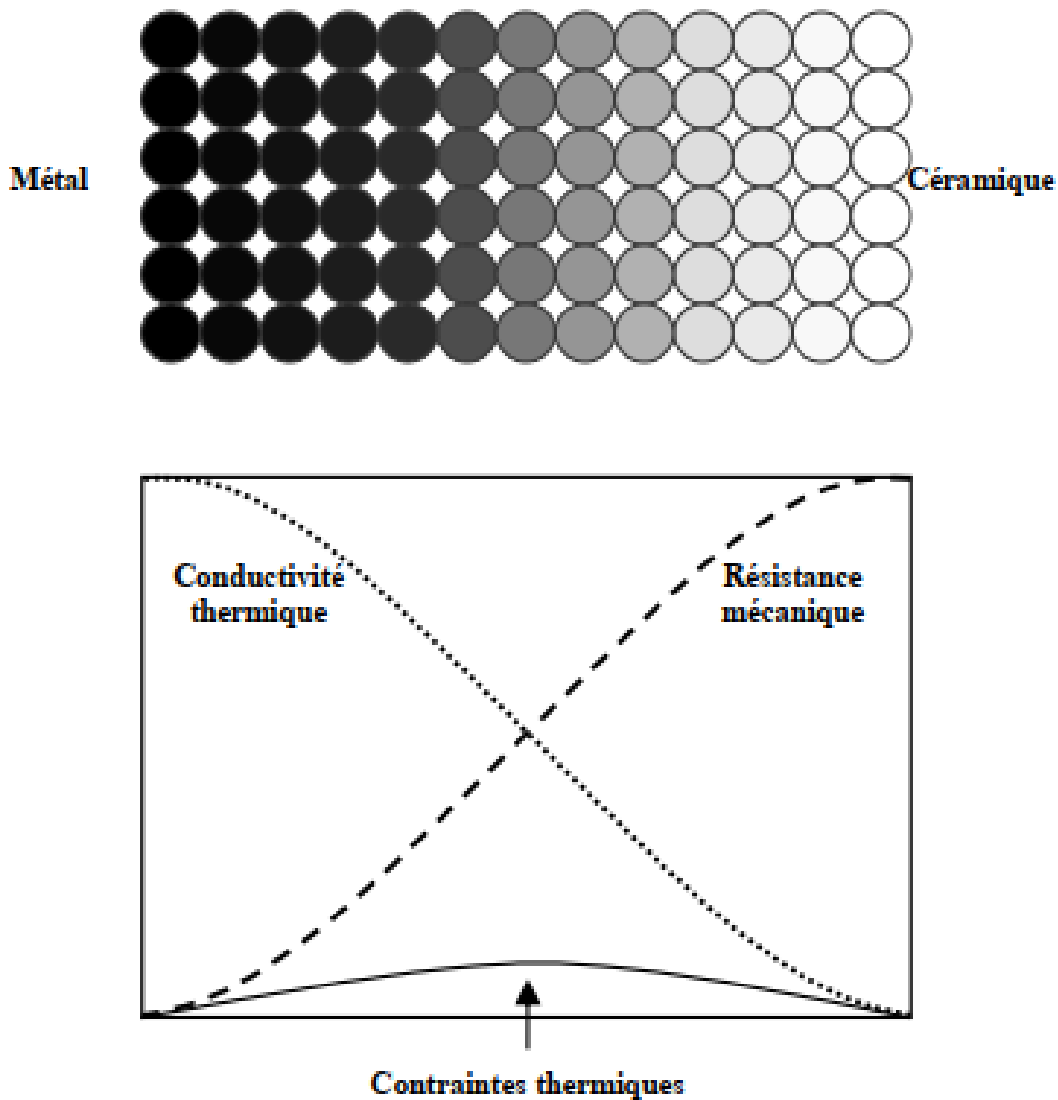 Métal
Céramique
Conductivité
thermique
Résistance
mécanique
Contraintes thermiques